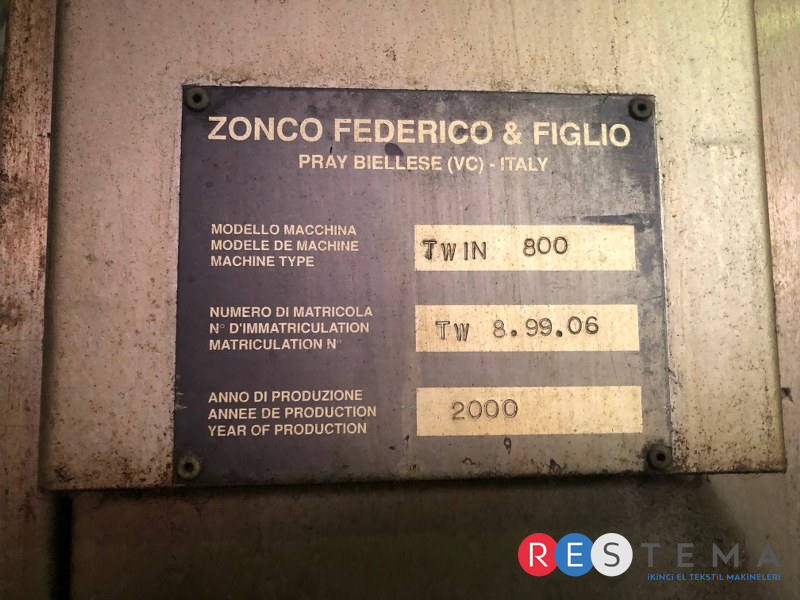 ZONCO FEDERICO & FIGLIO
PRAY BIELLESE (VC) - ITALY
MODELLO MACCHINA
MODELE DE MACHINE
MACHINE TYPE
TWIN 800
NUMERO DI MATRICOLA
N° D'IMMATRICULATION
MATRICULATION N°
TW 8.99.06
ANNO DI PRODUZIONE
ANNEE DE PRODUCTION
YEAR OF PRODUCTION
2000
RESTEMA
İKİNCİ EL TEKSTİL MAKİNELERİ